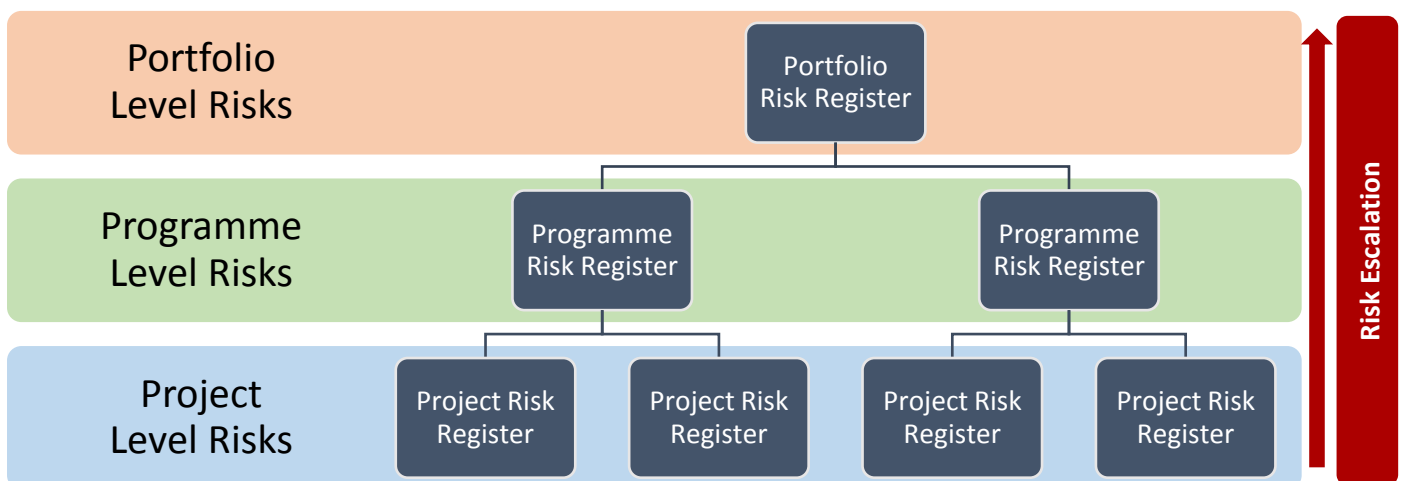 Portfolio
Level Risks
Portfolio
Risk Register
Programme
Level Risks
Programme
Risk Register
Programme
Risk Register
Project
Level Risks
Project Risk
Register
Project Risk
Register
Project Risk
Register
Project Risk
Register
Risk Escalation